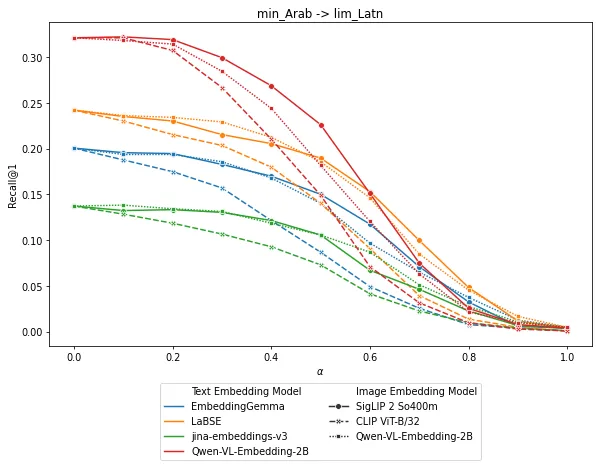 min_Arab -> lim_Latn
Recall@1
0.30
0.25
0.20
0.15
0.10
0.05
0.00
0.0 0.2 0.4 0.6 0.8 1.0
α
Text Embedding Model Image Embedding Model
EmbeddingGemma SigLIP 2 So400m
LaBSE CLIP ViT-B/32
jina-embeddings-v3 Qwen-VL-Embedding-2B
Qwen-VL-Embedding-2B